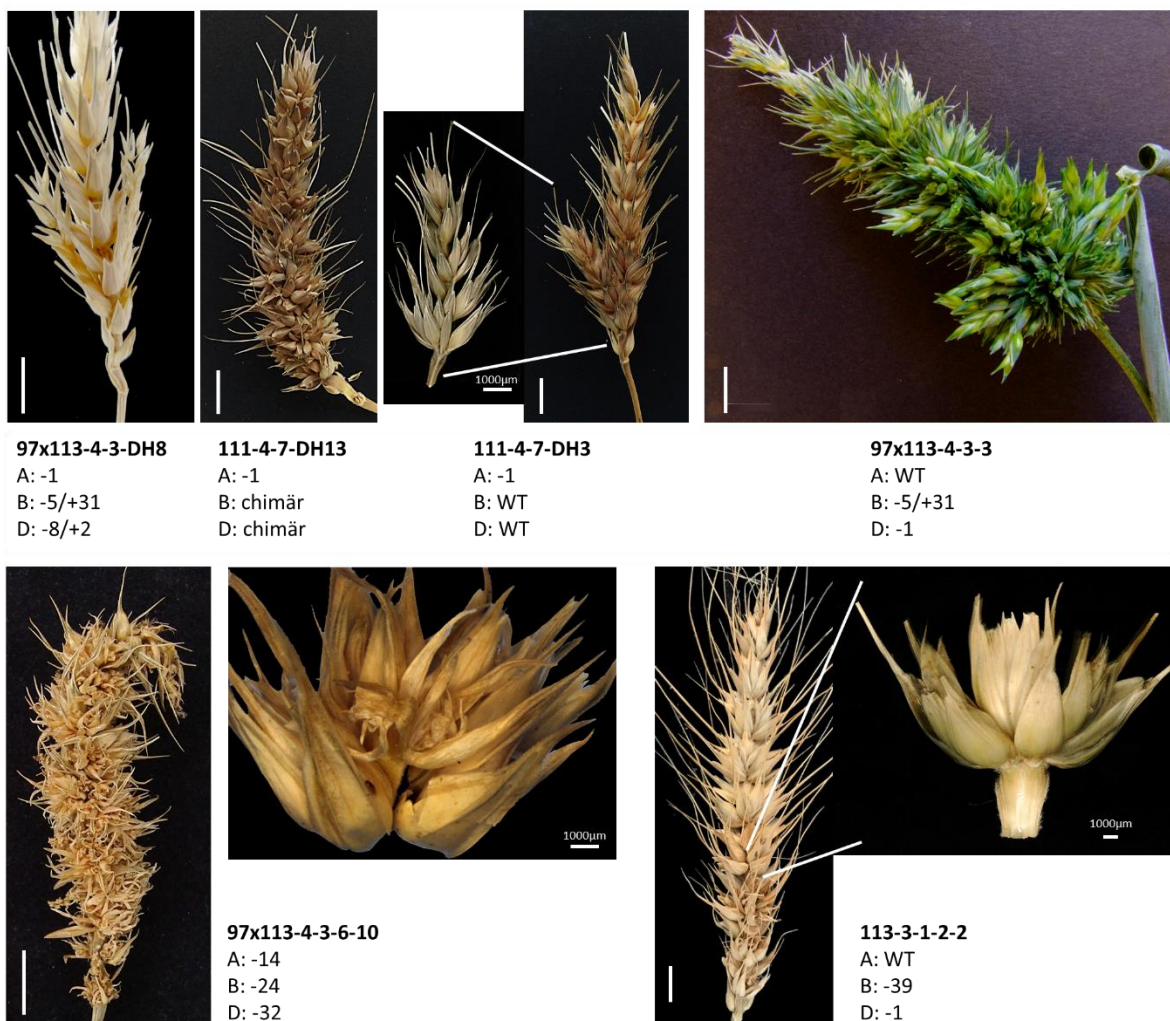 1000µm
97x113-4-3-DH8
A: -1
B: -5/+31
D: -8/+2
111-4-7-DH13
A: -1
B: chimär
D: chimär
111-4-7-DH3
A: -1
B: WT
D: WT
97x113-4-3-3
A: WT
B: -5/+31
D: -1
1000µm
1000µm
97x113-4-3-6-10
A: -14
B: -24
D: -32
113-3-1-2-2
A: WT
B: -39
D: -1